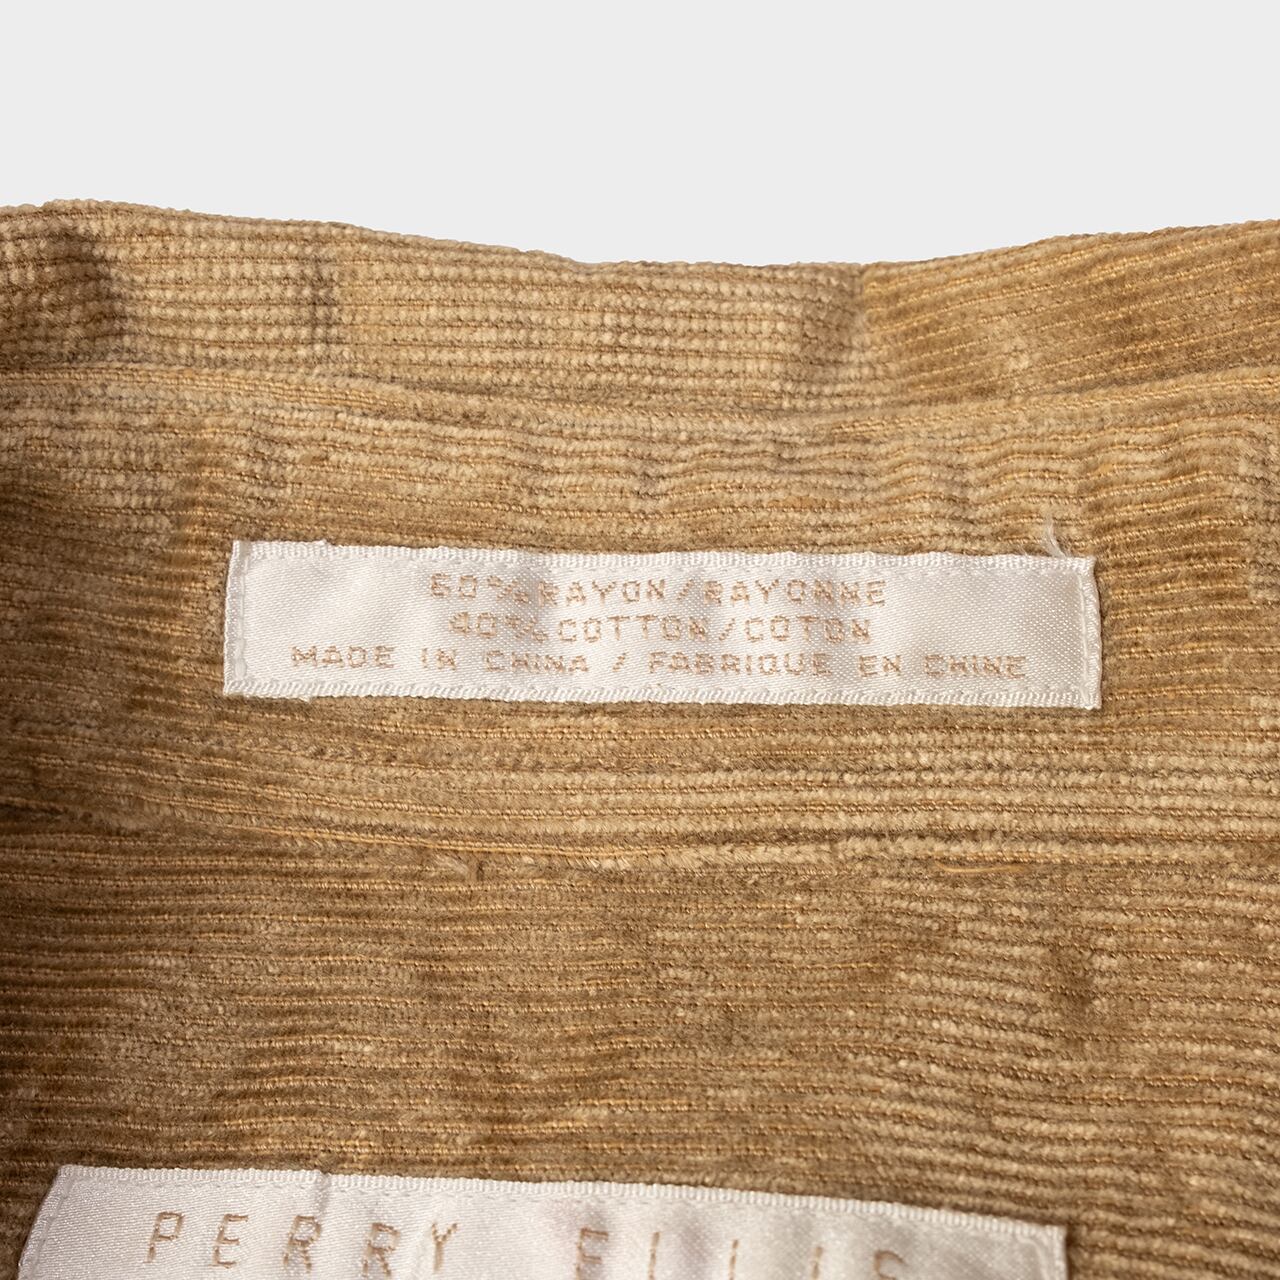 60% RAYON / RAYONNE
40% COTTON / COTON
MADE IN CHINA / FABRIQUE EN CHINE
PERRY ELLIS